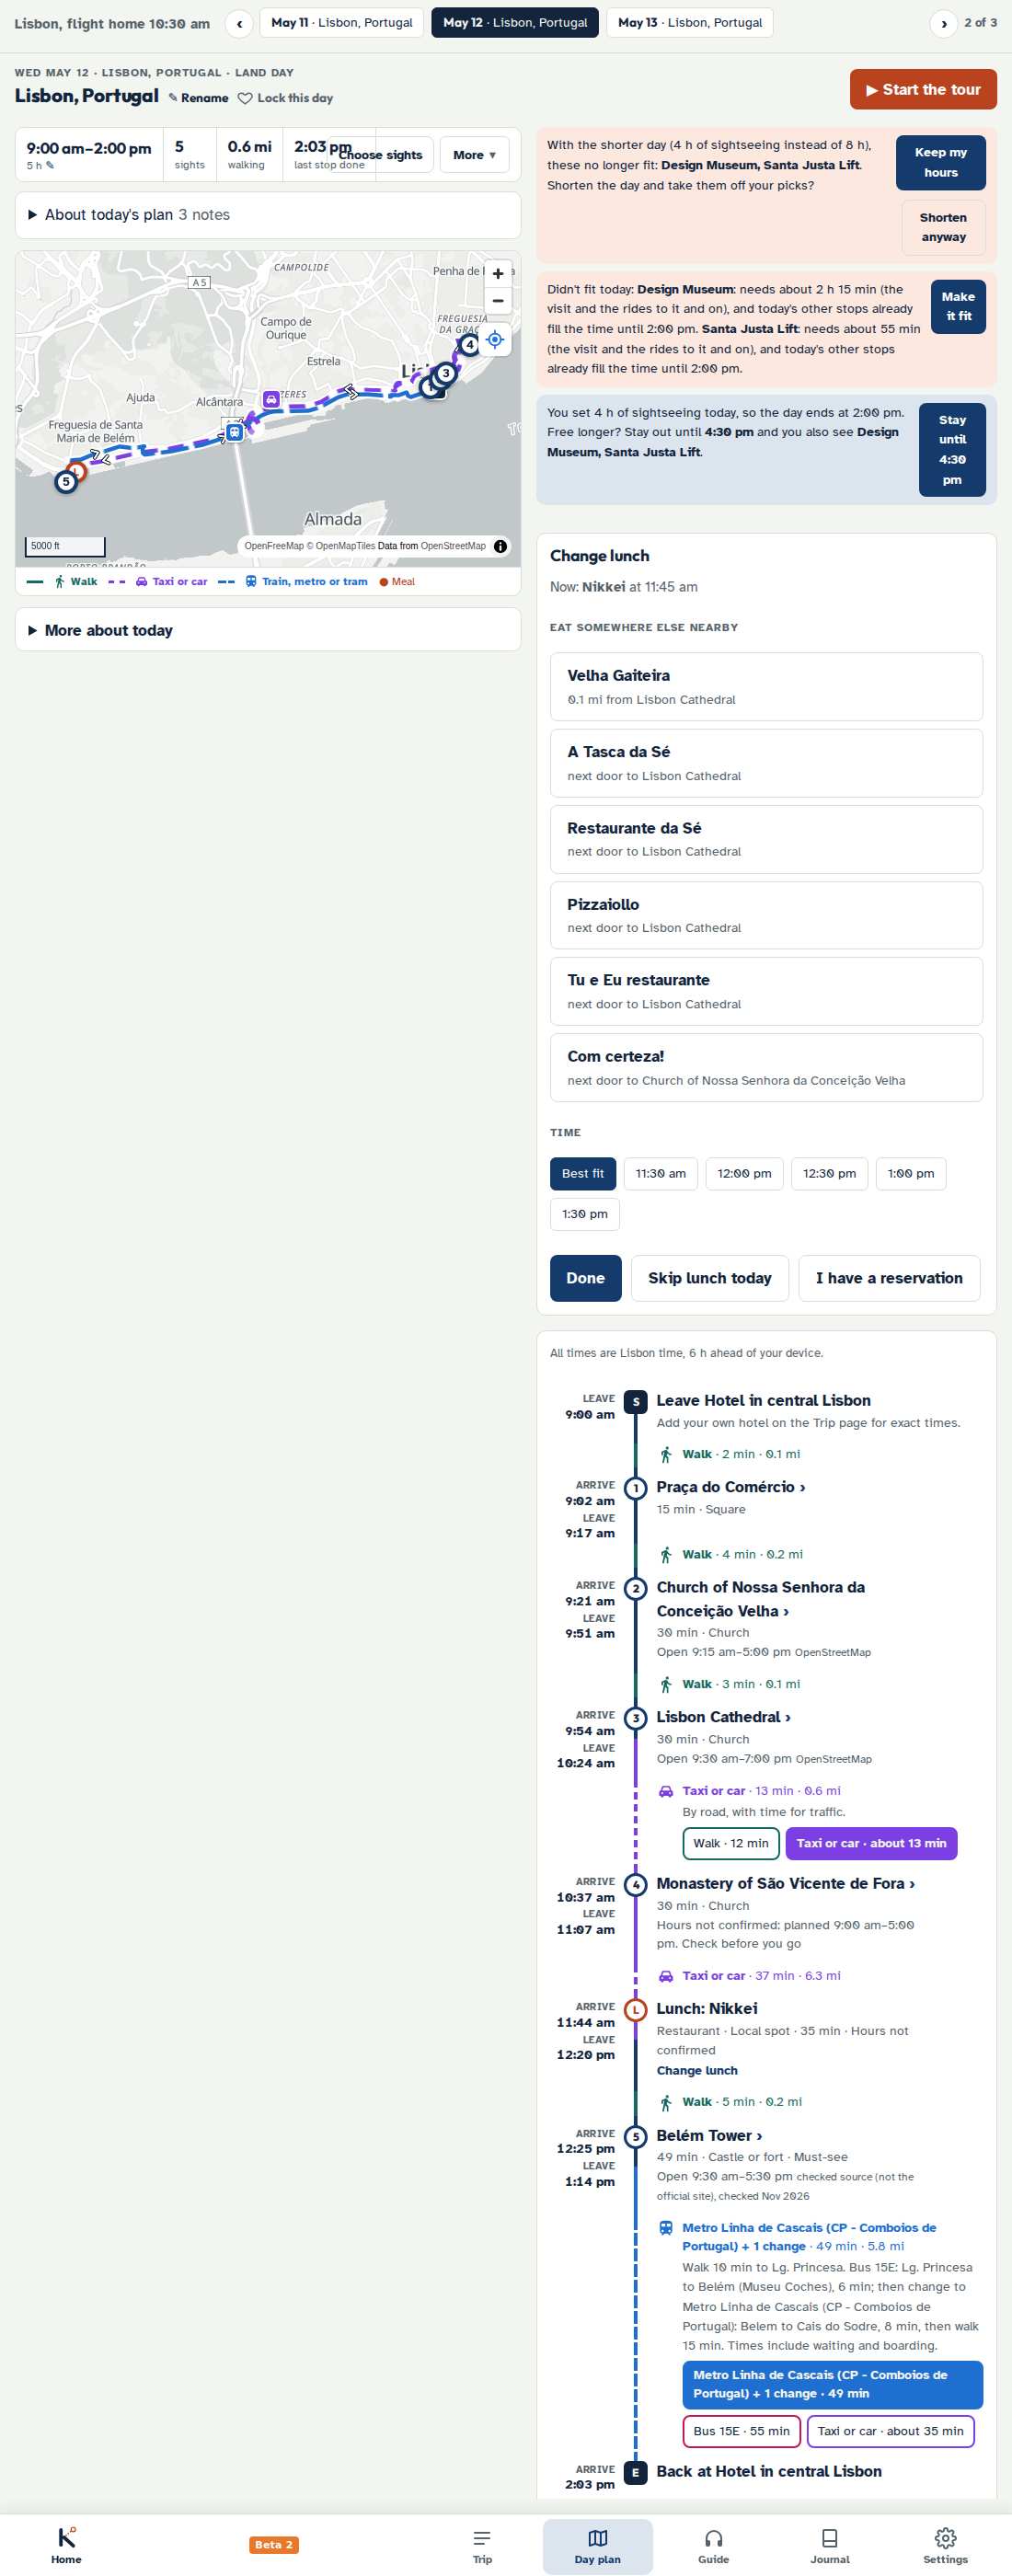 Lisbon, flight home 10:30 am
‹
May 11 · Lisbon, Portugal
May 12 · Lisbon, Portugal
May 13 · Lisbon, Portugal
›
2 of 3
WED MAY 12 · LISBON, PORTUGAL · LAND DAY
Lisbon, Portugal
✎ Rename
Lock this day
▶ Start the tour
9:00 am–2:00 pm
5 h ✎
5
sights
0.6 mi
walking
2:03 pm
last stop done
Choose sights
More ▾
▶ About today's plan 3 notes
CAMPOLIDE
A 5
Penha de
Campo de
Ourique
FREGUESIA
Estrela
Ajuda
Alcântara
Freguesia de Santa
Maria de Belém
4
3
5
Almada
5000 ft
OpenFreeMap © OpenMapTiles Data from OpenStreetMap
Walk
Taxi or car
Train, metro or tram
Meal
▶ More about today
With the shorter day (4 h of sightseeing instead of 8 h),
these no longer fit: Design Museum, Santa Justa Lift.
Shorten the day and take them off your picks?
Keep my
hours
Shorten
anyway
Didn't fit today: Design Museum: needs about 2 h 15 min (the
visit and the rides to it and on), and today's other stops already
fill the time until 2:00 pm. Santa Justa Lift: needs about 55 min
(the visit and the rides to it and on), and today's other stops
already fill the time until 2:00 pm.
Make
it fit
You set 4 h of sightseeing today, so the day ends at 2:00 pm.
Free longer? Stay out until 4:30 pm and you also see Design
Museum, Santa Justa Lift.
Stay
until
4:30
pm
Change lunch
Now: Nikkei at 11:45 am
EAT SOMEWHERE ELSE NEARBY
Velha Gaiteira
0.1 mi from Lisbon Cathedral
A Tasca da Sé
next door to Lisbon Cathedral
Restaurante da Sé
next door to Lisbon Cathedral
Pizzaiollo
next door to Lisbon Cathedral
Tu e Eu restaurante
next door to Lisbon Cathedral
Com certeza!
next door to Church of Nossa Senhora da Conceição Velha
TIME
Best fit
11:30 am
12:00 pm
12:30 pm
1:00 pm
1:30 pm
Done
Skip lunch today
I have a reservation
All times are Lisbon time, 6 h ahead of your device.
LEAVE
9:00 am
S
Leave Hotel in central Lisbon
Add your own hotel on the Trip page for exact times.
Walk · 2 min · 0.1 mi
ARRIVE
9:02 am
LEAVE
9:17 am
1
Praça do Comércio ›
15 min · Square
Walk · 4 min · 0.2 mi
ARRIVE
9:21 am
LEAVE
9:51 am
2
Church of Nossa Senhora da
Conceição Velha ›
30 min · Church
Open 9:15 am–5:00 pm OpenStreetMap
Walk · 3 min · 0.1 mi
ARRIVE
9:54 am
LEAVE
10:24 am
3
Lisbon Cathedral ›
30 min · Church
Open 9:30 am–7:00 pm OpenStreetMap
Taxi or car · 13 min · 0.6 mi
By road, with time for traffic.
Walk · 12 min
Taxi or car · about 13 min
ARRIVE
10:37 am
LEAVE
11:07 am
4
Monastery of São Vicente de Fora ›
30 min · Church
Hours not confirmed: planned 9:00 am–5:00
pm. Check before you go
Taxi or car · 37 min · 6.3 mi
ARRIVE
11:44 am
LEAVE
12:20 pm
L
Lunch: Nikkei
Restaurant · Local spot · 35 min · Hours not
confirmed
Change lunch
Walk · 5 min · 0.2 mi
ARRIVE
12:25 pm
LEAVE
1:14 pm
5
Belém Tower ›
49 min · Castle or fort · Must-see
Open 9:30 am–5:30 pm checked source (not the
official site), checked Nov 2026
Metro Linha de Cascais (CP - Comboios de
Portugal) + 1 change · 49 min · 5.8 mi
Walk 10 min to Lg. Princesa. Bus 15E: Lg. Princesa
to Belém (Museu Coches), 6 min; then change to
Metro Linha de Cascais (CP - Comboios de
Portugal): Belem to Cais do Sodre, 8 min, then walk
15 min. Times include waiting and boarding.
Metro Linha de Cascais (CP - Comboios de
Portugal) + 1 change · 49 min
Bus 15E · 55 min
Taxi or car · about 35 min
ARRIVE
2:03 pm
E
Back at Hotel in central Lisbon
Home
Beta 2
Trip
Day plan
Guide
Journal
Settings